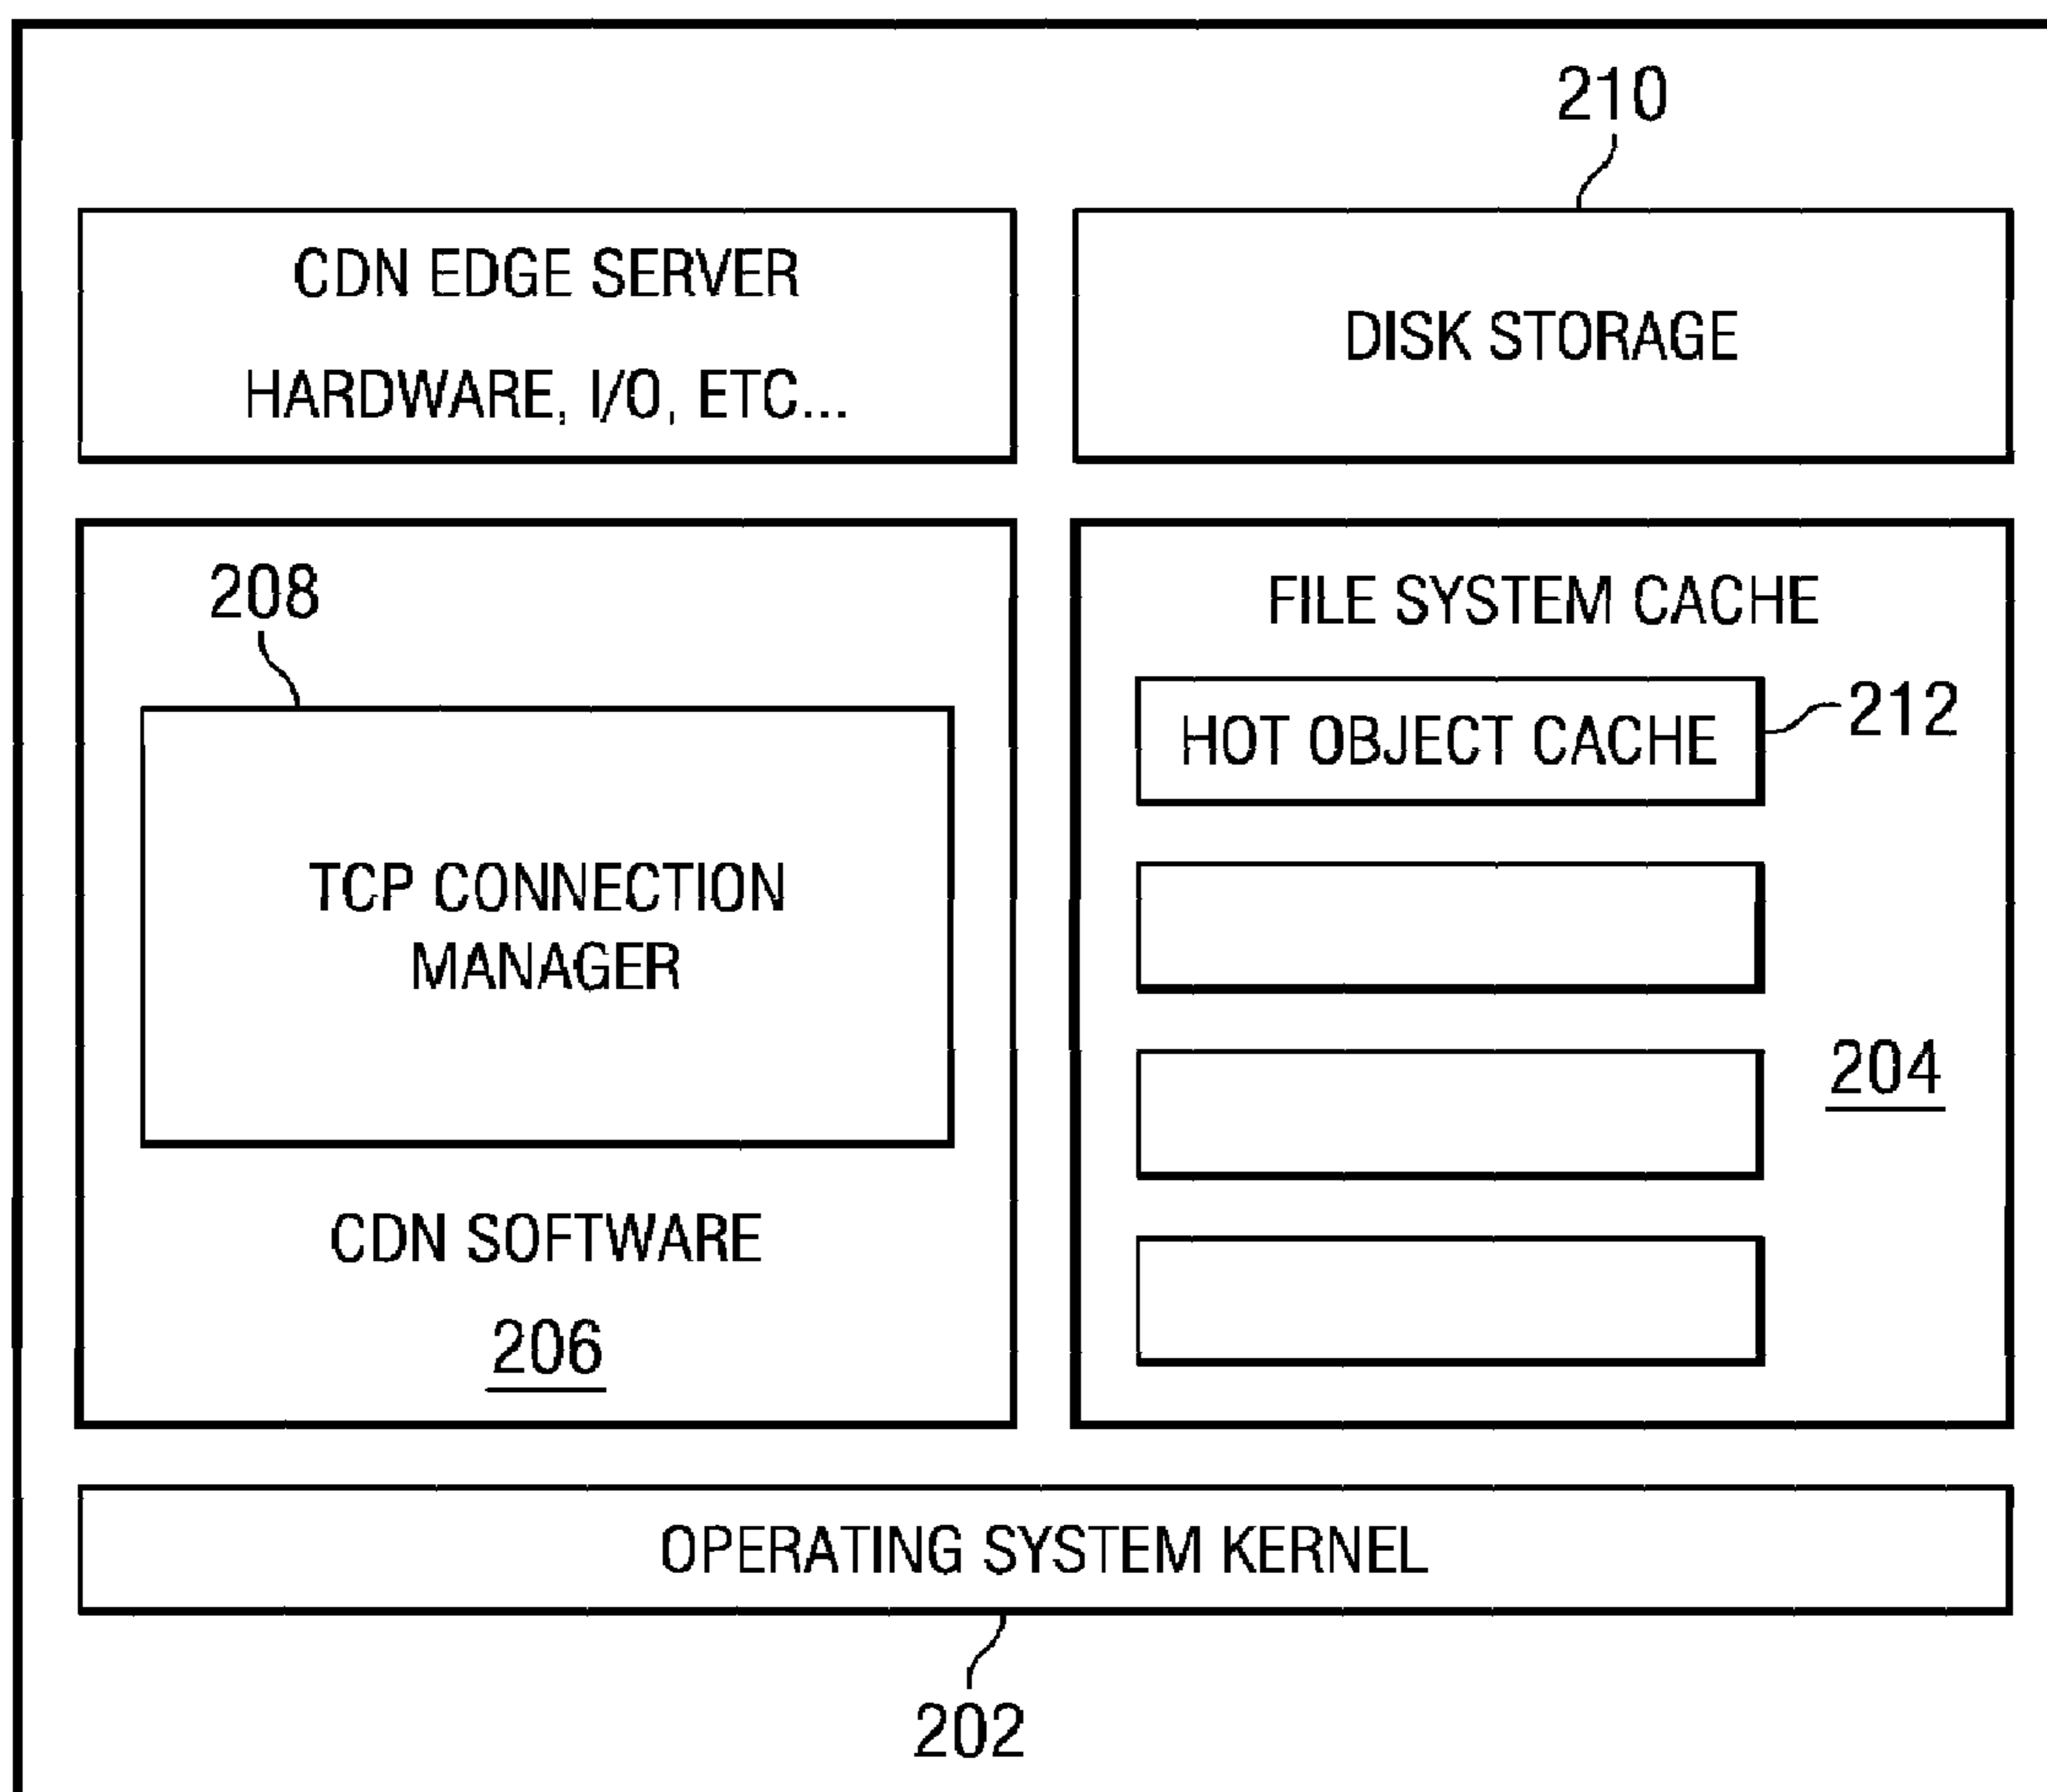 210
CDN EDGE SERVER
HARDWARE, I/O, ETC...
DISK STORAGE
208
TCP CONNECTION
MANAGER
CDN SOFTWARE
206
FILE SYSTEM CACHE
HOT OBJECT CACHE
212
204
OPERATING SYSTEM KERNEL
202